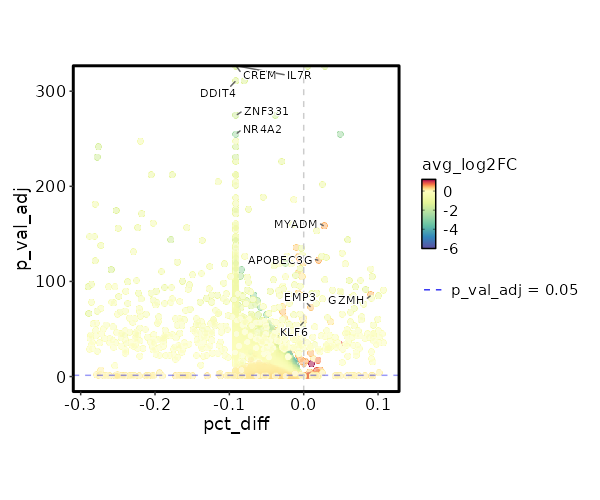 CREM IL7R
DDIT4
ZNF331
NR4A2
MYADM
APOBEC3G
EMP3 GZMH
KLF6
300
200
100
0
p_val_adj
-0.3 -0.2 -0.1 0.0 0.1
pct_diff
avg_log2FC
0
-2
-4
-6
p_val_adj = 0.05